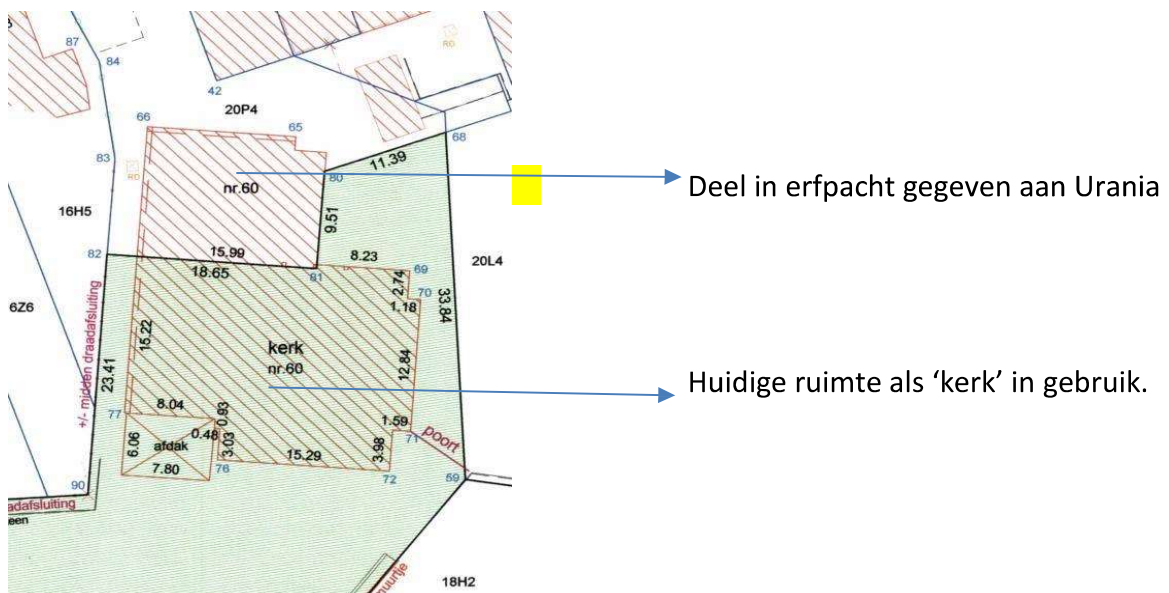 87
84
RD
42
20P4
66
65
68
11.39
83
RD
nr.60
80
Deel in erfpacht gegeven aan Urania
16H5
9.51
82
15.99
8.23
18.65
81
69
20L4
2.74
70
1.18
33.84
6Z6
+/- midden draadafsluiting
15.22
kerk
nr.60
12.84
23.41
Huidige ruimte als ‘kerk’ in gebruik.
77
8.04
0.93
1.59
71
poort
0.48
afdak
6.06
3.03
15.29
3.98
7.80
76
72
59
90
adafsluiting
een
muurtje
18H2